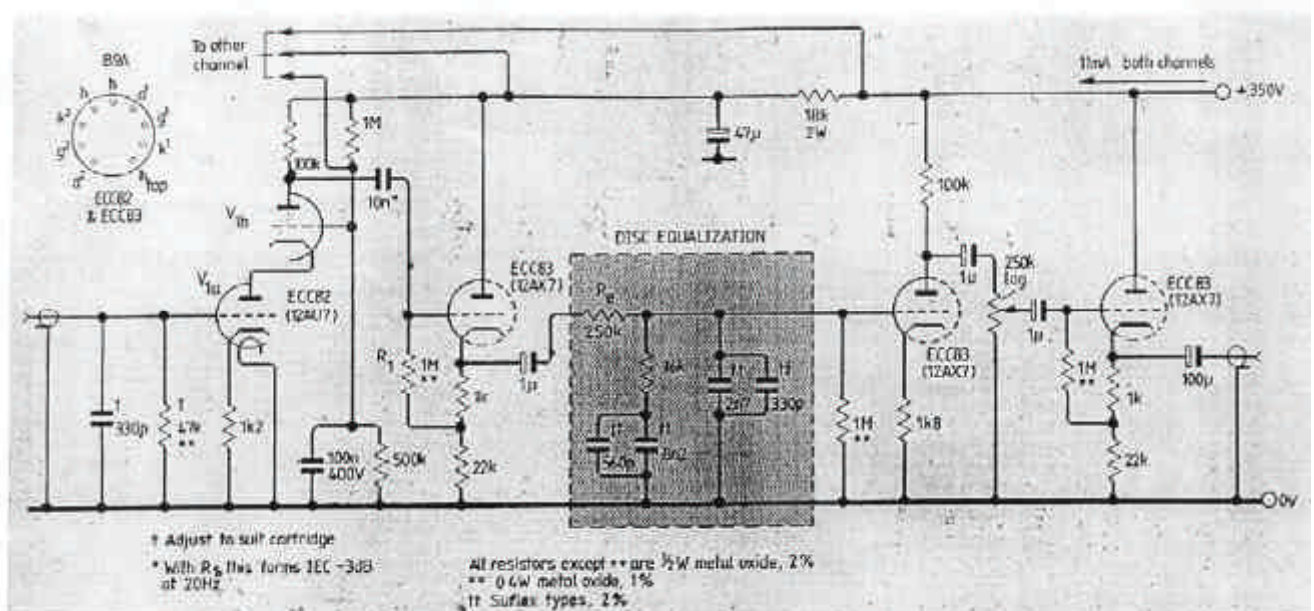 B9A
h
h
ECC82
& ECC83
To other
channel
11mA both channels
+350V
1M
100k
47µ
18k
2W
100k
10n*
V1b
V1a
ECC82
(12AU7)
ECC83
(12AX7)
DISC EQUALIZATION
250k
1µ
250k
log
1µ
ECC83
(12AX7)
ECC83
(12AX7)
†
330p
†
47k
**
1k2
100n
400V
500k
R1
1M
**
1k
22k
1µ
††
560p
††
8n2
††
2n7
††
330p
1M
**
1k8
1M
**
1k
22k
100µ
0V
† Adjust to suit cartridge
* With R1 this forms IEC -3dB
at 20Hz
All resistors except ** are ½W metal oxide, 2%
** 0.4W metal oxide, 1%
†† Suflex types, 2%